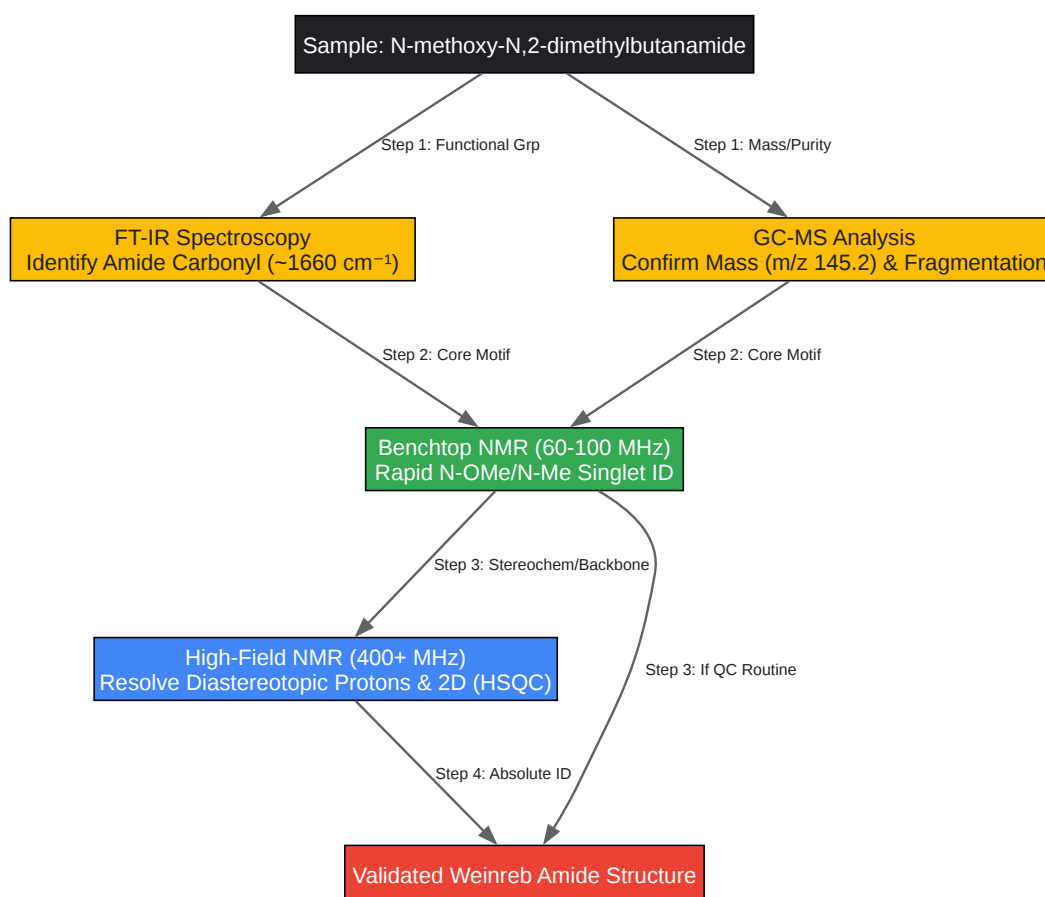 Sample: N-methoxy-N,2-dimethylbutanamide
Step 1: Functional Grp
Step 1: Mass/Purity
FT-IR Spectroscopy
Identify Amide Carbonyl (~1660 cm⁻¹)
GC-MS Analysis
Confirm Mass (m/z 145.2) & Fragmentation
Step 2: Core Motif
Step 2: Core Motif
Benchtop NMR (60-100 MHz)
Rapid N-OMe/N-Me Singlet ID
Step 3: Stereochem/Backbone
High-Field NMR (400+ MHz)
Resolve Diastereotopic Protons & 2D (HSQC)
Step 3: If QC Routine
Step 4: Absolute ID
Validated Weinreb Amide Structure